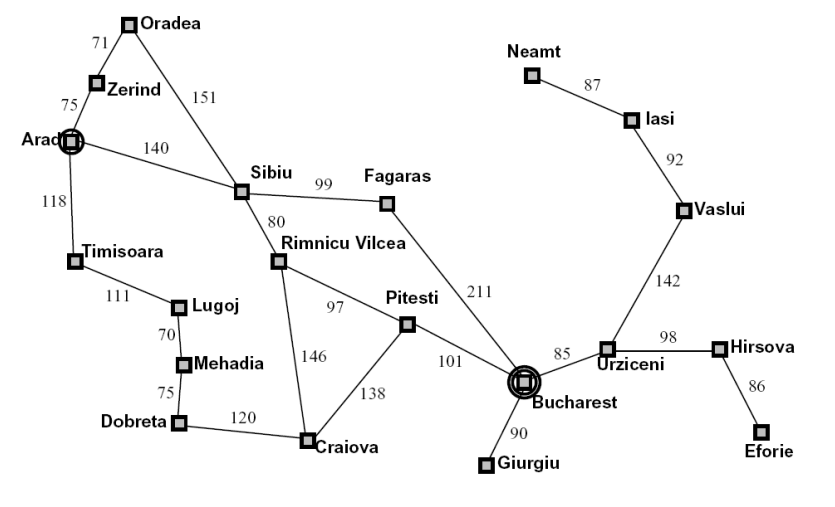 Oradea
71
Neamt
Zerind
87
151
75
Iasi
Arad
140
92
Sibiu
Fagaras
99
118
Vaslui
80
Timisoara
Rimnicu Vilcea
142
111
Lugoj
97
Pitesti
211
70
98
Hirsova
146
101
85
Mehadia
Urziceni
75
138
86
Bucharest
Dobreta
120
90
Craiova
Eforie
Giurgiu